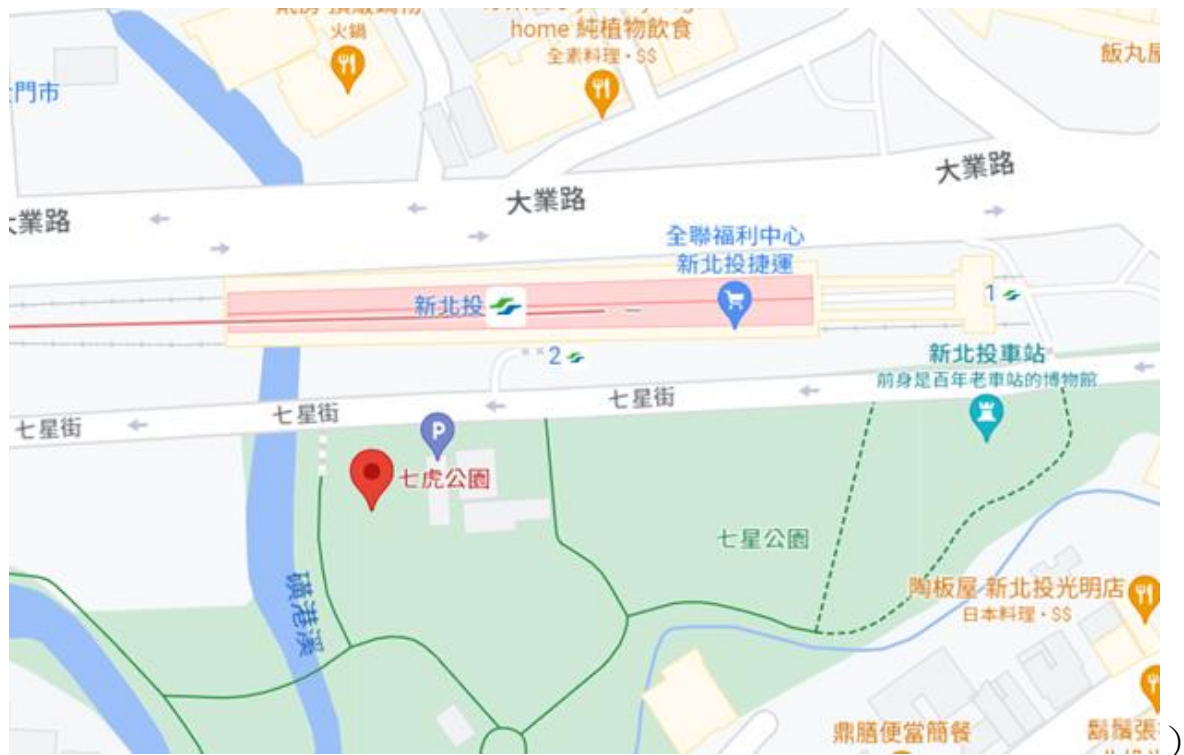 火鍋
home 純植物飲食
全素料理・$$
門市
大業路
大業路
業路
全聯福利中心
新北投捷運
新北投
1
2
新北投車站
前身是百年老車站的博物館
七星街
七星街
七星街
P
七虎公園
七星公園
磺港溪
陶板屋 新北投光明店
日本料理・$$
鼎膳便當簡餐
鬍鬚張
)